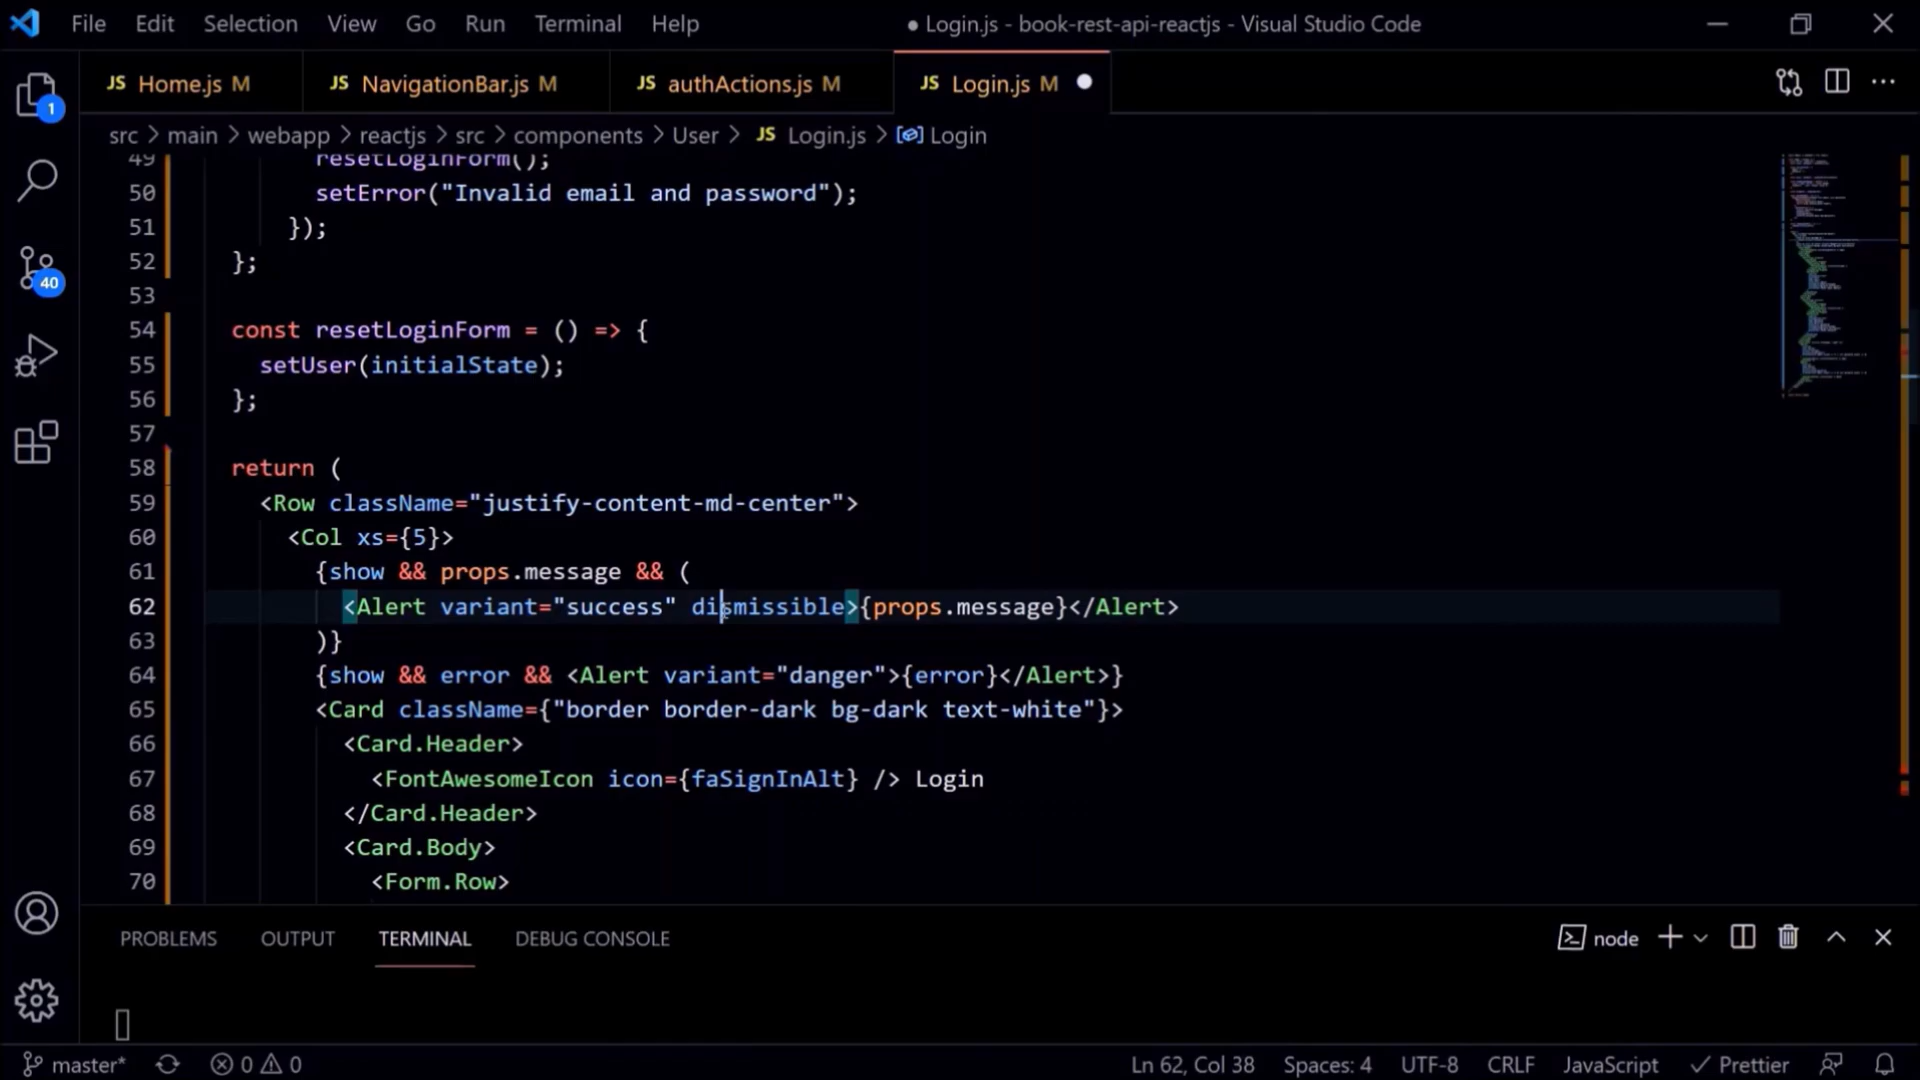 File Edit Selection View Go Run Terminal Help ● Login.js - book-rest-api-reactjs - Visual Studio Code
JS Home.js M JS NavigationBar.js M JS authActions.js M JS Login.js M
src > main > webapp > reactjs > src > components > User > JS Login.js > Login
49 resetLoginForm();
50 setError("Invalid email and password");
51 });
52 };
53
54 const resetLoginForm = () => {
55 setUser(initialState);
56 };
57
58 return (
59 <Row className="justify-content-md-center">
60 <Col xs={5}>
61 {show && props.message && (
62 <Alert variant="success" dismissible>{props.message}</Alert>
63 )}
64 {show && error && <Alert variant="danger">{error}</Alert>}
65 <Card className={"border border-dark bg-dark text-white"}>
66 <Card.Header>
67 <FontAwesomeIcon icon={faSignInAlt} /> Login
68 </Card.Header>
69 <Card.Body>
70 <Form.Row>
1
40
PROBLEMS OUTPUT TERMINAL DEBUG CONSOLE node
master* 0 0 Ln 62, Col 38 Spaces: 4 UTF-8 CRLF JavaScript Prettier